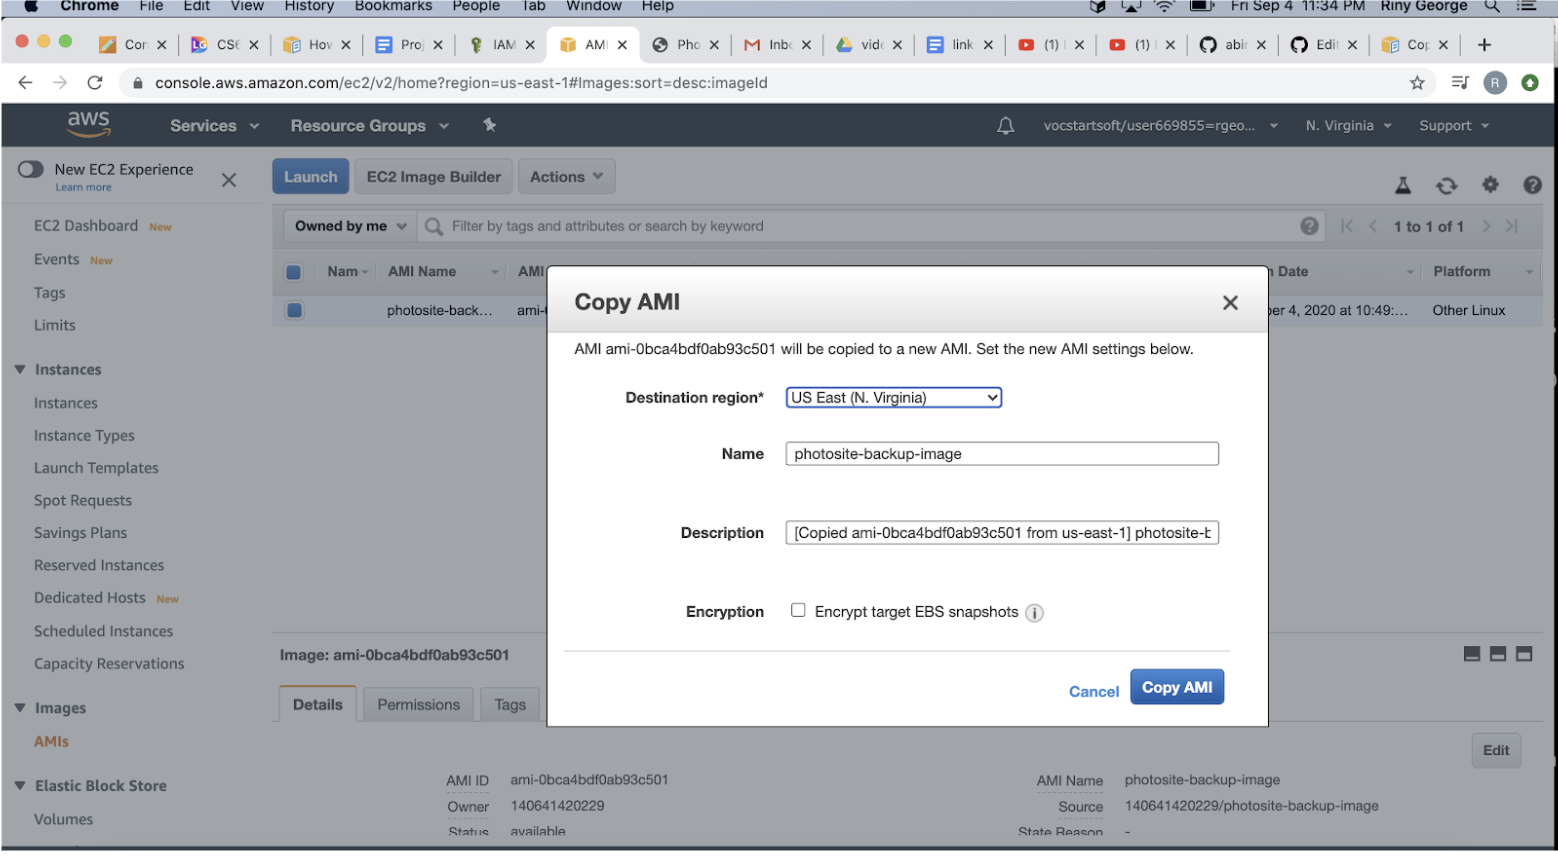 Chrome File Edit View History Bookmarks People Tab Window Help Fri Sep 4 11:34 PM Riny George
Con CS6 How Proj IAM AMI Pho Inbo vide link (1) (1) abir Edit Cop
console.aws.amazon.com/ec2/v2/home?region=us-east-1#Images:sort=desc:imageId R
aws Services Resource Groups vocstartsoft/user669855=rgeo... N. Virginia Support
New EC2 Experience
Learn more
Launch EC2 Image Builder Actions
EC2 Dashboard New
Events New
Tags
Limits
Instances
Instances
Instance Types
Launch Templates
Spot Requests
Savings Plans
Reserved Instances
Dedicated Hosts New
Scheduled Instances
Capacity Reservations
Images
AMIs
Elastic Block Store
Volumes
Owned by me Filter by tags and attributes or search by keyword 1 to 1 of 1
Nam AMI Name AMI n Date Platform
photosite-back... ami- ber 4, 2020 at 10:49:... Other Linux
Copy AMI
AMI ami-0bca4bdf0ab93c501 will be copied to a new AMI. Set the new AMI settings below.
Destination region* US East (N. Virginia)
Name photosite-backup-image
Description [Copied ami-0bca4bdf0ab93c501 from us-east-1] photosite-b
Encryption Encrypt target EBS snapshots i
Cancel Copy AMI
Image: ami-0bca4bdf0ab93c501
Details Permissions Tags
Edit
AMI ID ami-0bca4bdf0ab93c501 AMI Name photosite-backup-image
Owner 140641420229 Source 140641420229/photosite-backup-image
Status available State Reason -